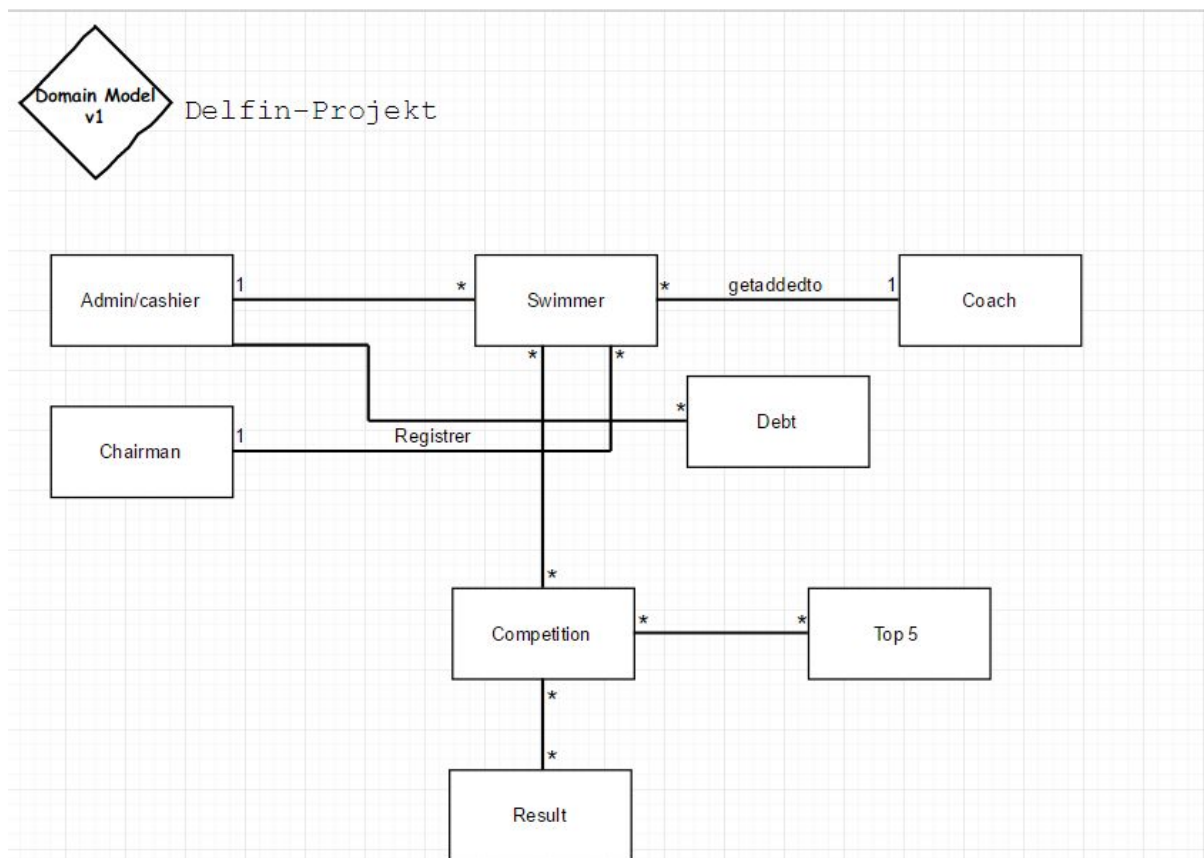 Domain Model
v1
Delfin-Projekt
Admin/cashier
1
*
Swimmer
*
getaddedto
1
Coach
*
*
*
Debt
Chairman
1
Registrer
*
Competition
*
*
Top 5
*
*
Result